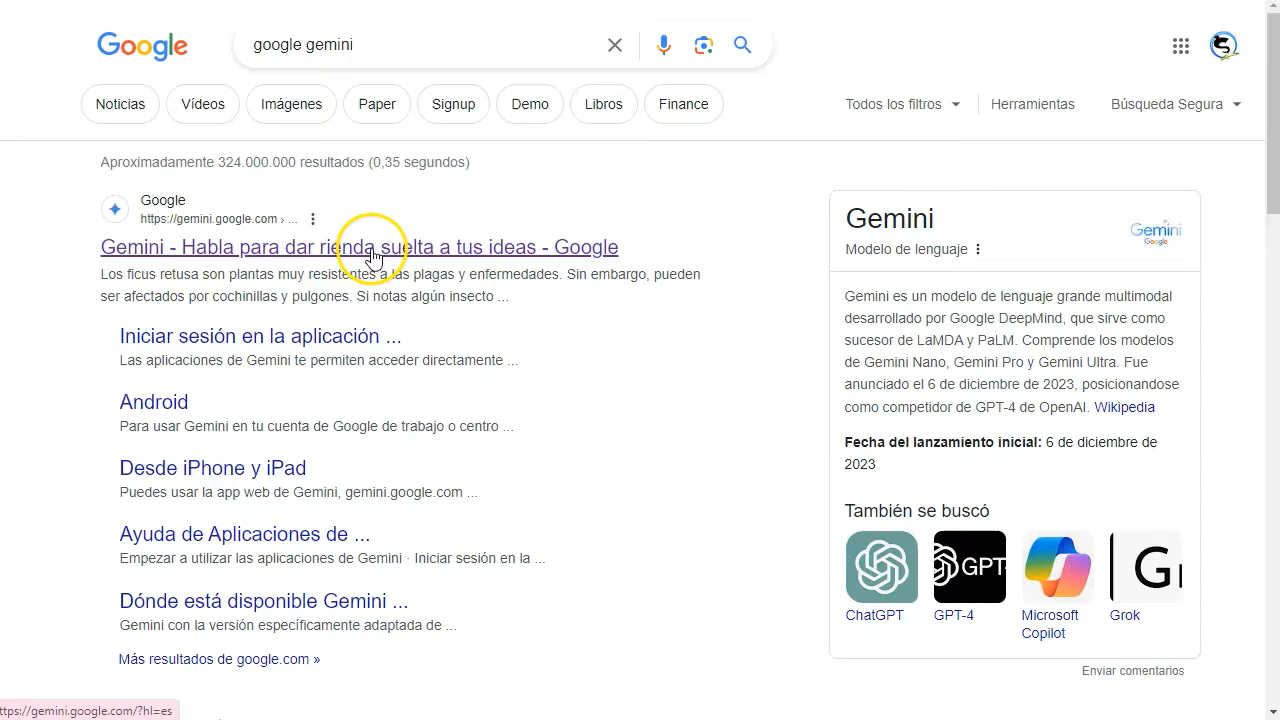 Google
google gemini
Noticias
Vídeos
Imágenes
Paper
Signup
Demo
Libros
Finance
Todos los filtros
Herramientas
Búsqueda Segura
Aproximadamente 324.000.000 resultados (0,35 segundos)
Google
https://gemini.google.com › ...
Gemini - Habla para dar rienda suelta a tus ideas - Google
Los ficus retusa son plantas muy resistentes a las plagas y enfermedades. Sin embargo, pueden
ser afectados por cochinillas y pulgones. Si notas algún insecto ...
Iniciar sesión en la aplicación ...
Las aplicaciones de Gemini te permiten acceder directamente ...
Android
Para usar Gemini en tu cuenta de Google de trabajo o centro ...
Desde iPhone y iPad
Puedes usar la app web de Gemini, gemini.google.com ...
Ayuda de Aplicaciones de ...
Empezar a utilizar las aplicaciones de Gemini · Iniciar sesión en la ...
Dónde está disponible Gemini ...
Gemini con la versión específicamente adaptada de ...
Más resultados de google.com »
Gemini
Modelo de lenguaje
Gemini
Google
Gemini es un modelo de lenguaje grande multimodal
desarrollado por Google DeepMind, que sirve como
sucesor de LaMDA y PaLM. Comprende los modelos
de Gemini Nano, Gemini Pro y Gemini Ultra. Fue
anunciado el 6 de diciembre de 2023, posicionandose
como competidor de GPT-4 de OpenAI. Wikipedia
Fecha del lanzamiento inicial: 6 de diciembre de
2023
También se buscó
GPT-
G
ChatGPT
GPT-4
Microsoft
Copilot
Grok
Enviar comentarios
ttps://gemini.google.com/?hl=es